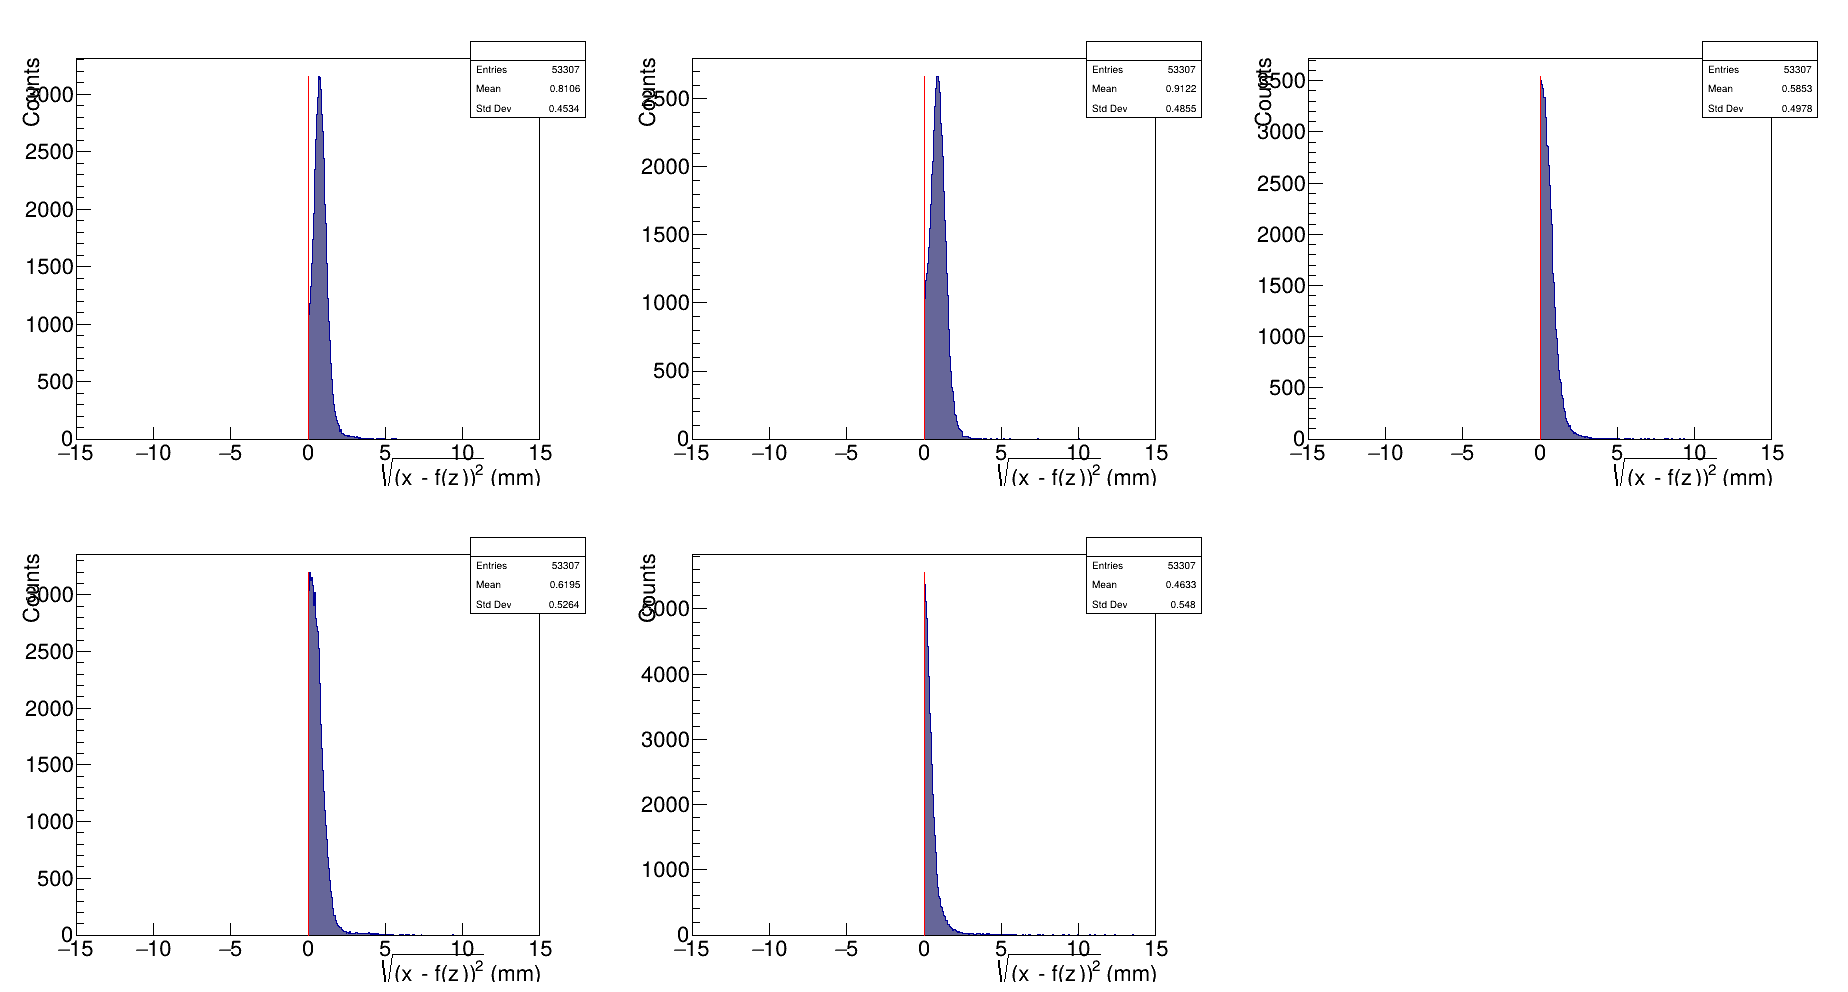 Counts
Entries 53307
Mean 0.8106
Std Dev 0.4534
3000
2500
2000
1500
1000
500
0
−15 −10 −5 0 5 10 15
√(x - f(z))² (mm)
Counts
Entries 53307
Mean 0.9122
Std Dev 0.4855
2500
2000
1500
1000
500
0
−15 −10 −5 0 5 10 15
√(x - f(z))² (mm)
Counts
Entries 53307
Mean 0.5853
Std Dev 0.4978
3500
3000
2500
2000
1500
1000
500
0
−15 −10 −5 0 5 10 15
√(x - f(z))² (mm)
Counts
Entries 53307
Mean 0.6195
Std Dev 0.5264
3000
2500
2000
1500
1000
500
0
−15 −10 −5 0 5 10 15
√(x - f(z))² (mm)
Counts
Entries 53307
Mean 0.4633
Std Dev 0.548
5000
4000
3000
2000
1000
0
−15 −10 −5 0 5 10 15
√(x - f(z))² (mm)